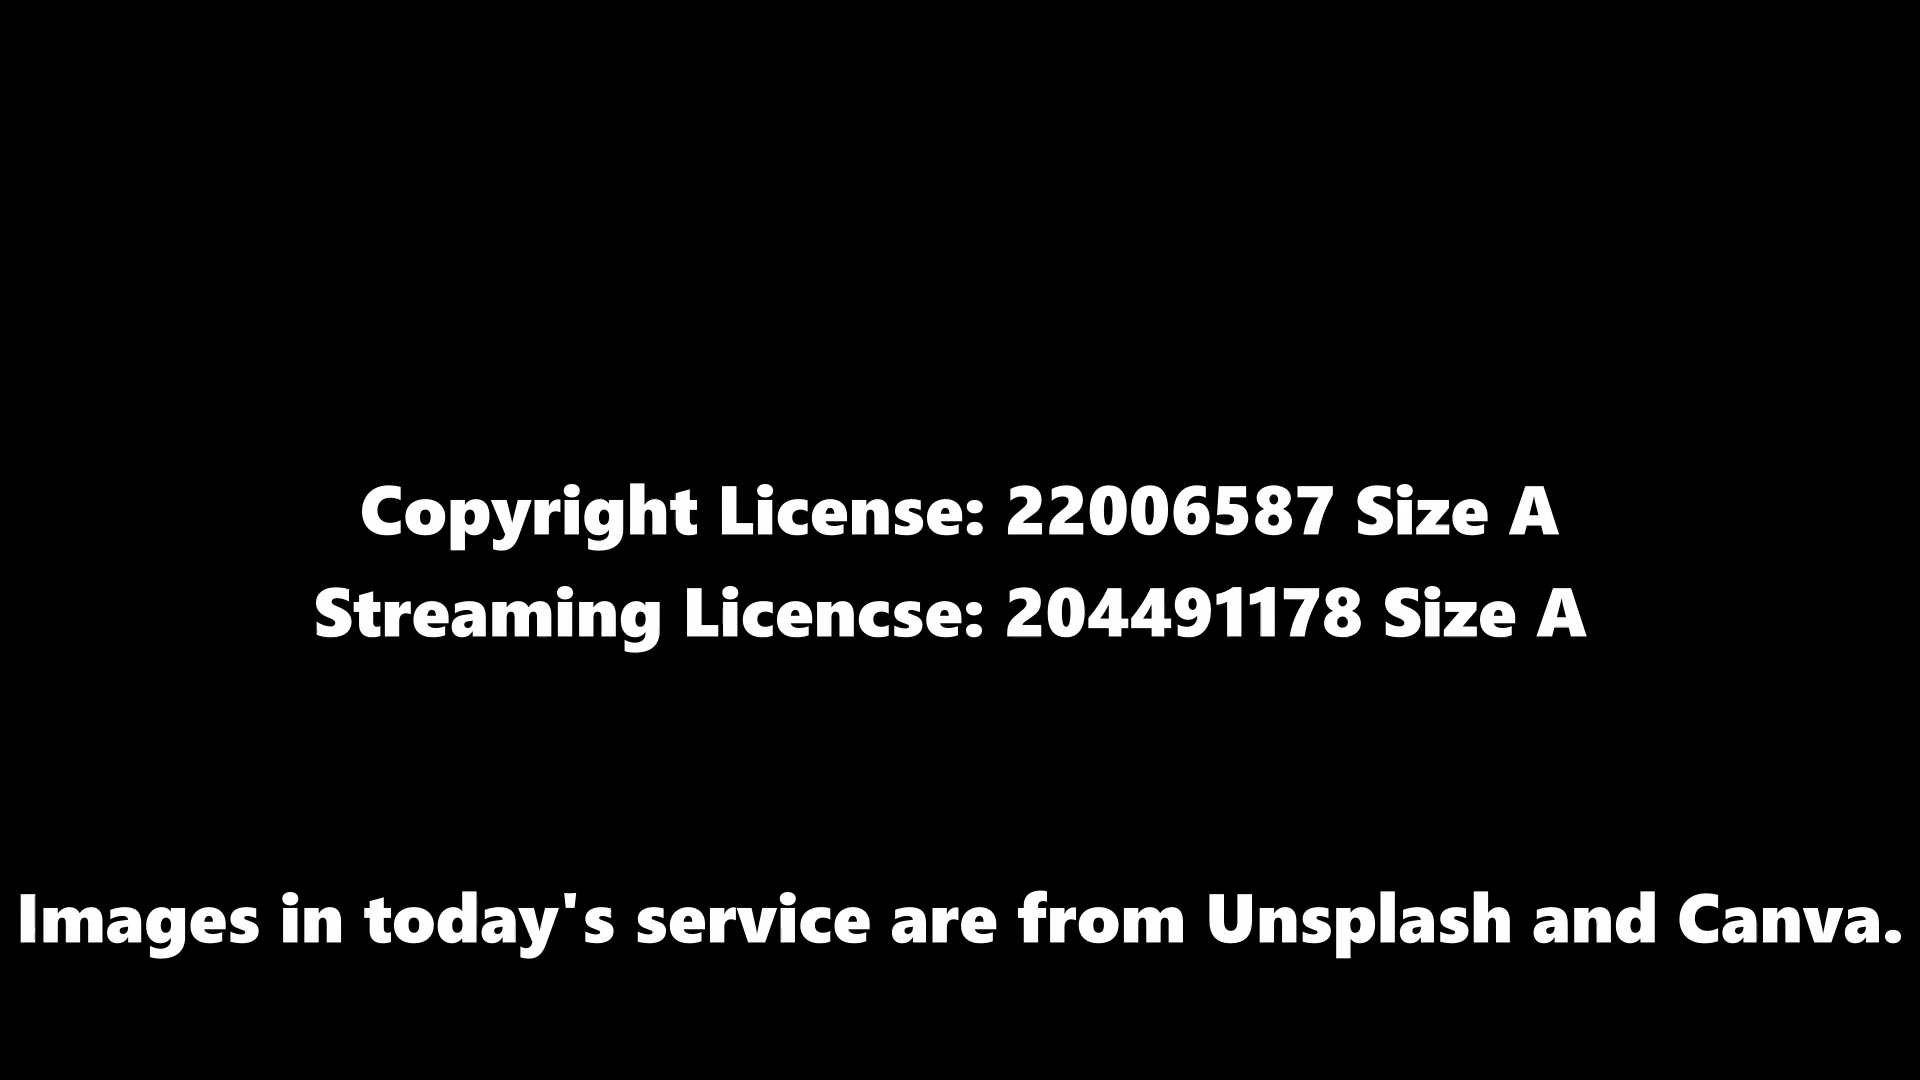 Copyright License: 22006587 Size A
Streaming Licencse: 204491178 Size A
Images in today's service are from Unsplash and Canva.